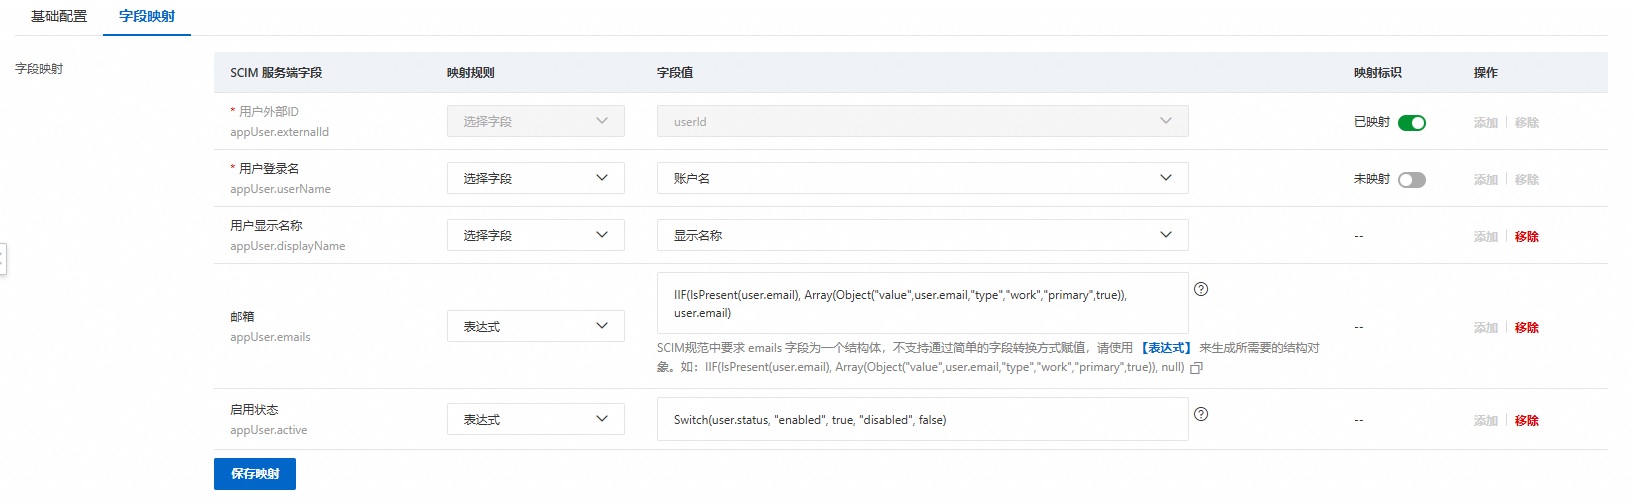 基础配置 字段映射
字段映射
SCIM 服务端字段 映射规则 字段值 映射标识 操作
* 用户外部ID
appUser.externalId
选择字段 userId 已映射 添加 移除
* 用户登录名
appUser.userName
选择字段 账户名 未映射 添加 移除
用户显示名称
appUser.displayName
选择字段 显示名称 -- 添加 移除
邮箱
appUser.emails
表达式
IIF(IsPresent(user.email), Array(Object("value",user.email,"type","work","primary",true)),
user.email)
SCIM规范中要求 emails 字段为一个结构体，不支持通过简单的字段转换方式赋值，请使用 【表达式】 来生成所需要的结构对
象。如：IIF(IsPresent(user.email), Array(Object("value",user.email,"type","work","primary",true)), null)
-- 添加 移除
启用状态
appUser.active
表达式 Switch(user.status, "enabled", true, "disabled", false) -- 添加 移除
保存映射